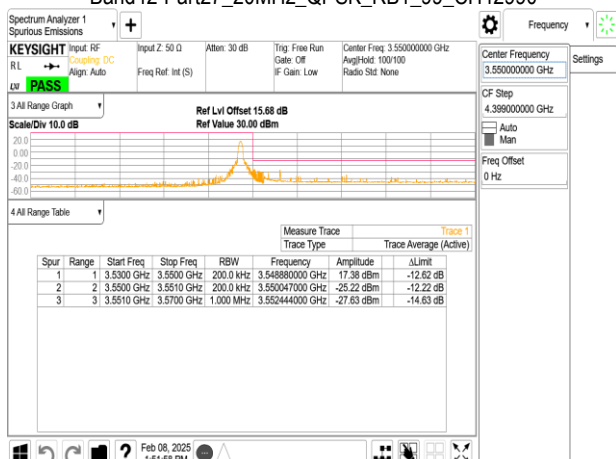 Spectrum Analyzer 1
Spurious Emissions
+
Frequency
KEYSIGHT
Input: RF
Coupling: DC
Align: Auto
Input Z: 50 Ω
Freq Ref: Int (S)
Atten: 30 dB
Trig: Free Run
Gate: Off
IF Gain: Low
Center Freq: 3.550000000 GHz
Avg|Hold: 100/100
Radio Std: None
RL
LXI
PASS
Center Frequency
3.550000000 GHz
Settings
CF Step
4.399000000 GHz
Auto
Man
Freq Offset
0 Hz
3 All Range Graph
Scale/Div 10.0 dB
Ref Lvl Offset 15.68 dB
Ref Value 30.00 dBm
20.0
0.00
-20.0
-40.0
-60.0
4 All Range Table
Measure Trace Trace 1
Trace Type Trace Average (Active)
Spur Range Start Freq Stop Freq RBW Frequency Amplitude ΔLimit
1 1 3.5300 GHz 3.5500 GHz 200.0 kHz 3.548880000 GHz 17.38 dBm -12.62 dB
2 2 3.5500 GHz 3.5510 GHz 200.0 kHz 3.550047000 GHz -25.22 dBm -12.22 dB
3 3 3.5510 GHz 3.5700 GHz 1.000 MHz 3.552444000 GHz -27.63 dBm -14.63 dB
?
Feb 08, 2025